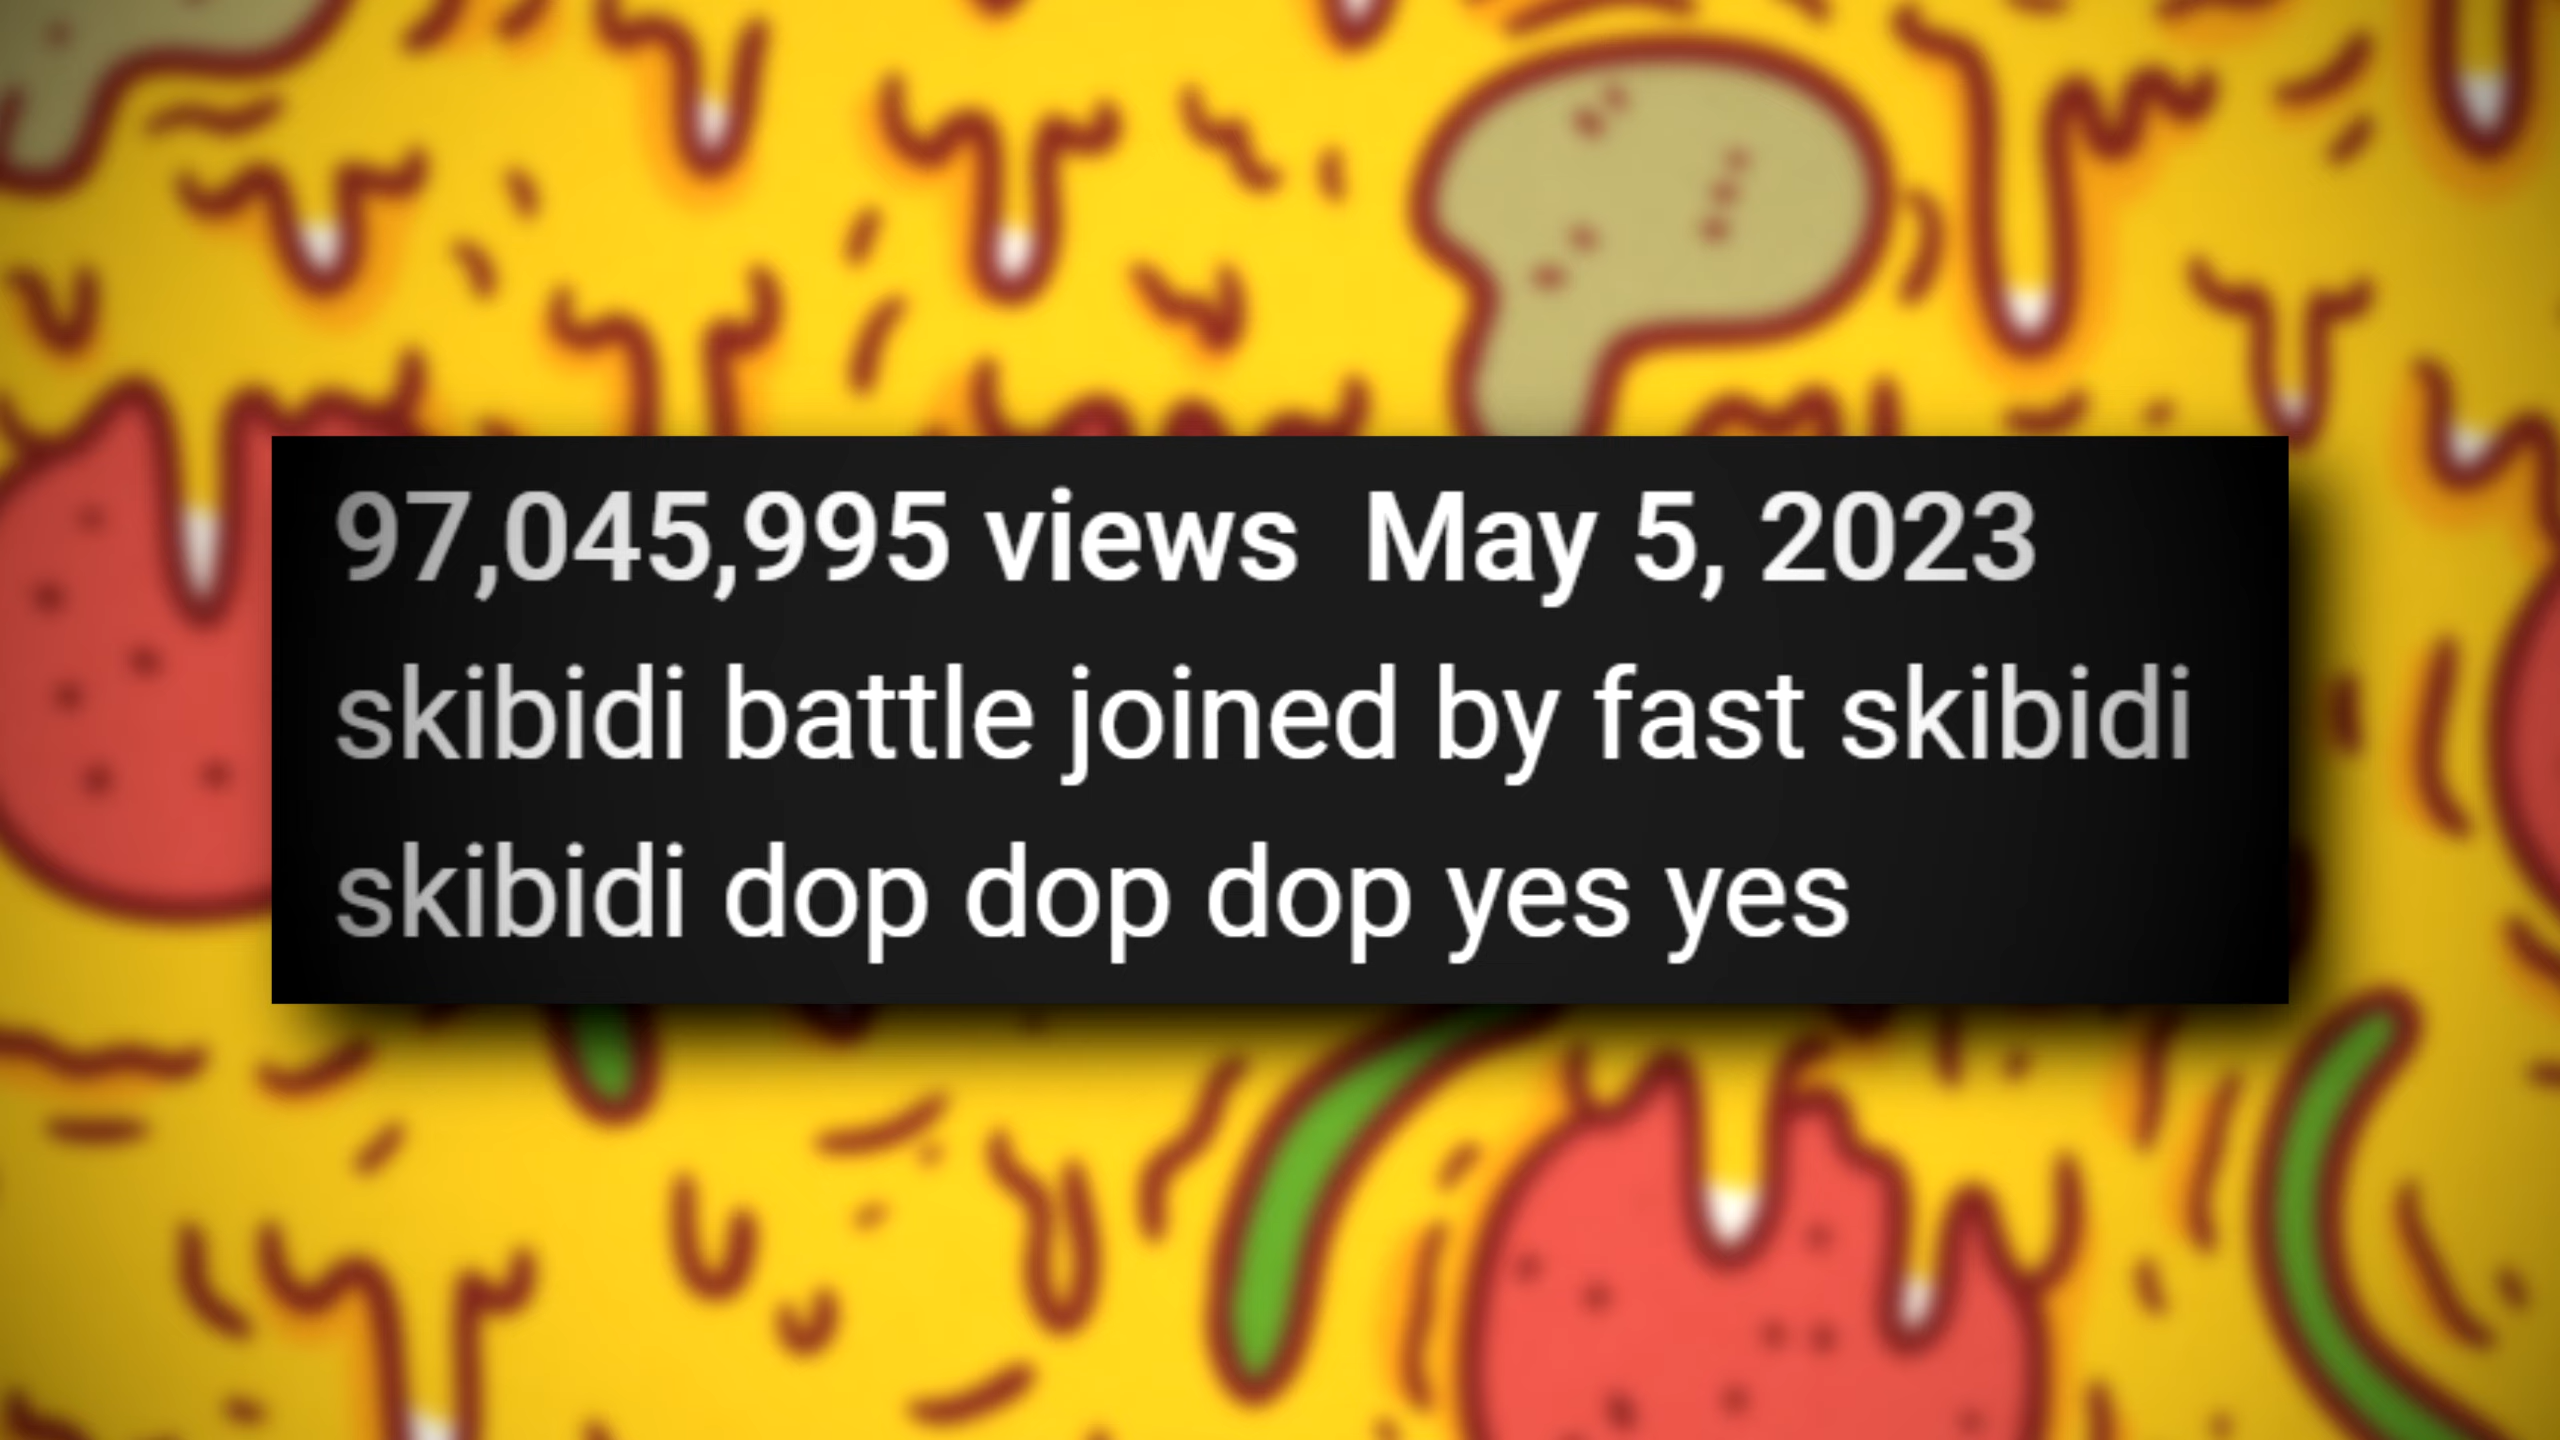 97,045,995 views  May 5, 2023
skibidi battle joined by fast skibidi
skibidi dop dop dop yes yes